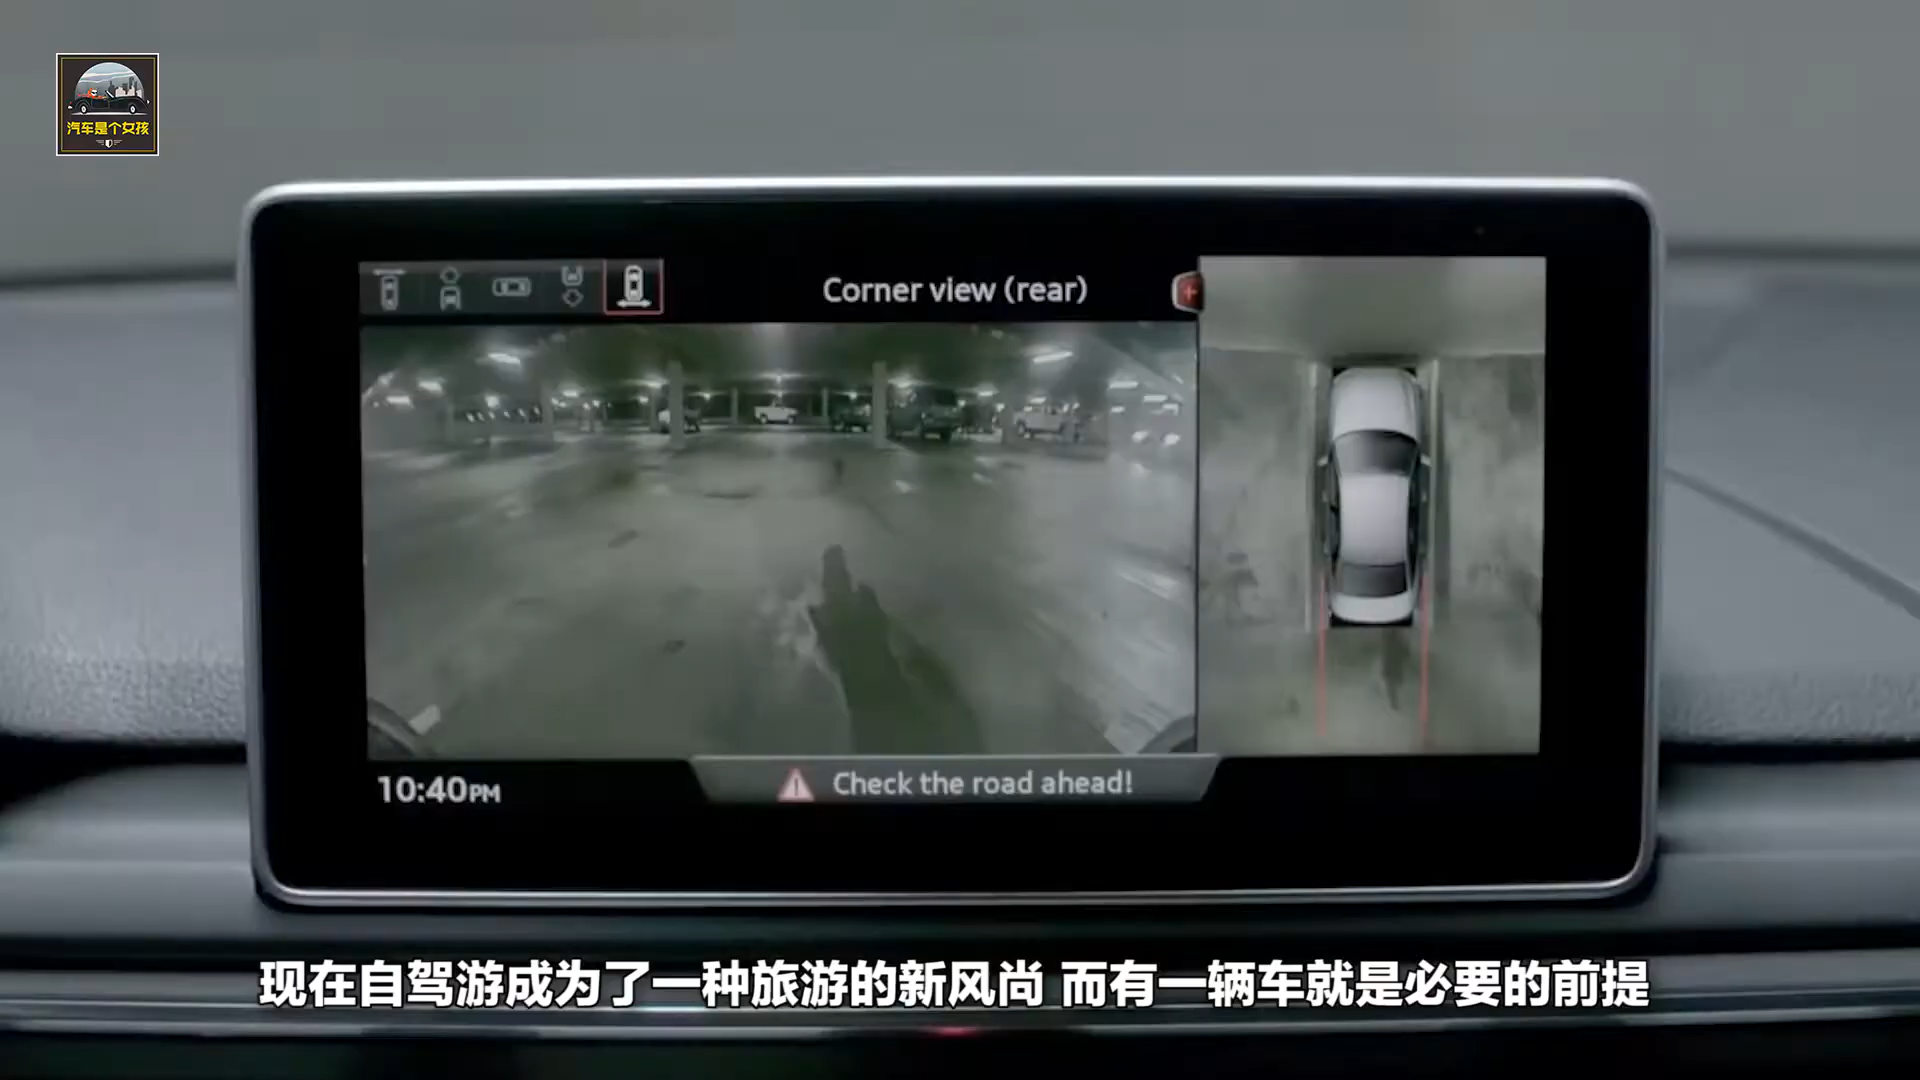 汽车是个女孩
Corner view (rear)
10:40PM
Check the road ahead!
现在自驾游成为了一种旅游的新风尚 而有一辆车就是必要的前提